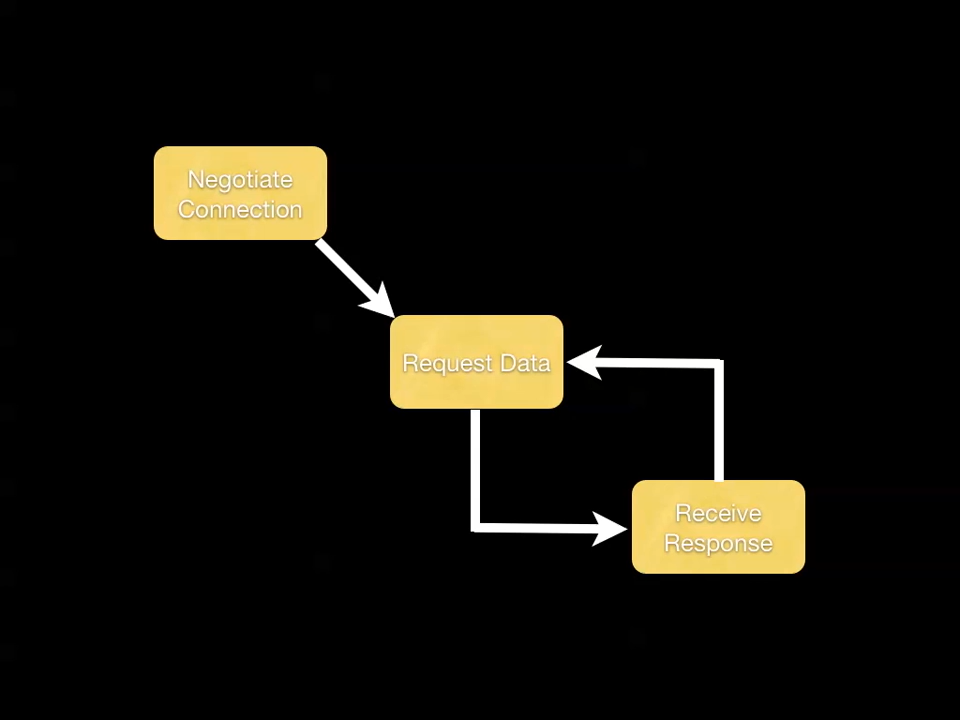 Negotiate
Connection
Request Data
Receive
Response